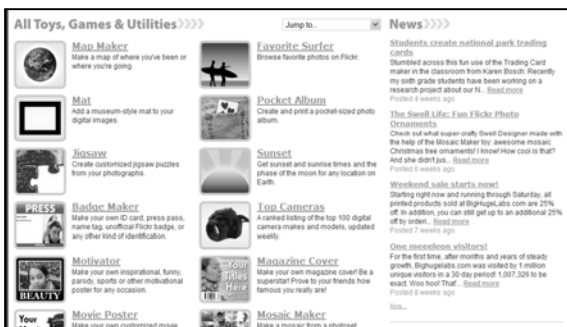 All Toys, Games & Utilities
Jump to...
Map Maker
Make a map of where you've been or
where you're going.
Favorite Surfer
Browse favorite photos on Flickr.
Mat
Add a museum-style mat to your
digital images.
Pocket Album
Create and print a pocket-sized photo
album.
Jigsaw
Create customized jigsaw puzzles
from your photographs.
Sunset
Get sunset and sunrise times and the
phase of the moon for any location on
Earth.
PRESS
Badge Maker
Make your own ID card, press pass,
name tag, unofficial Flickr badge, or
any other kind of identification.
Top Cameras
A ranked listing of the top 100 digital
camera makes and models, updated
weekly.
BEAUTY
Motivator
Make your own inspirational, funny,
parody, sports or other motivational
poster for any occasion.
Your
Titles
Here
Magazine Cover
Make your own magazine cover! Be a
superstar! Prove to your friends how
famous you really are!
Your
Movie Poster
Make your own customized movie
Mosaic Maker
Make a mosaic from a photoset,
News
Students create national park trading
cards
Stumbled across this fun use of the Trading Card
maker in the classroom from Karen Bosch: Recently
my sixth grade students have been working on a
research project about our N... Read more
Posted 4 weeks ago
The Swell Life: Fun Flickr Photo
Ornaments
Check out what super-crafty Swell Designer made with
the help of the Mosaic Maker toy: awesome mosaic
Christmas tree ornaments! I know! How cool is that?
And she didn't jus... Read more
Posted 6 weeks ago
Weekend sale starts now!
Starting right now and running through Saturday, all
printed products sold at BigHugeLabs.com are 25%
off. In addition, you can still get up to an additional 25%
off by orderi... Read more
Posted 7 weeks ago
One meeeleon visitors!
For the first time, after months and years of steady
growth, Bighugelabs.com was visited by 1 million
unique visitors in a 30 day period! 1,007,326 to be
exact. Woo hoo! That'... Read more
Posted 8 weeks ago